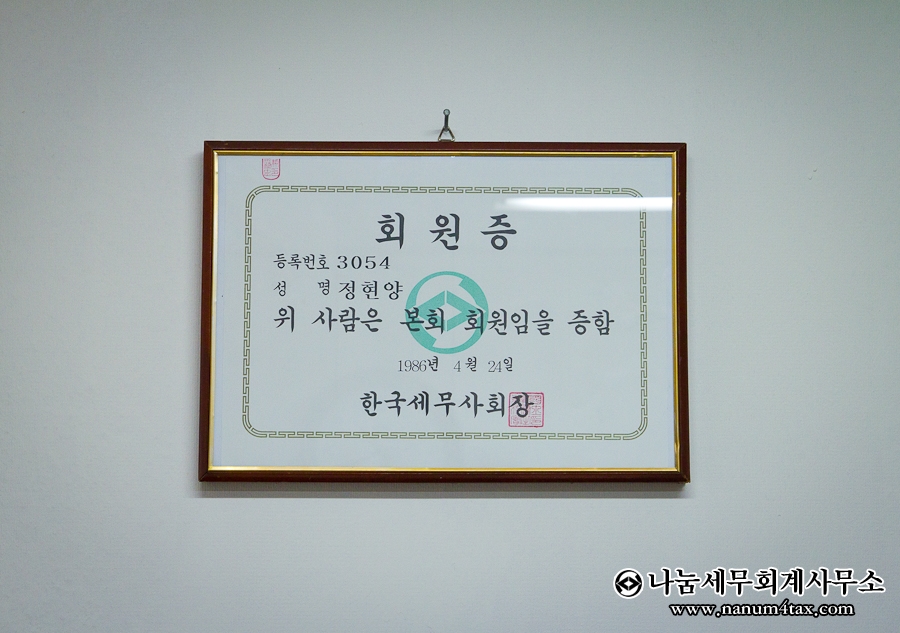 회원증
등록번호 3054
성 명 정현양
위 사람은 본회 회원임을 증함
1986년 4월 24일
한국세무사회장
나눔세무회계사무소
www.nanum4tax.com